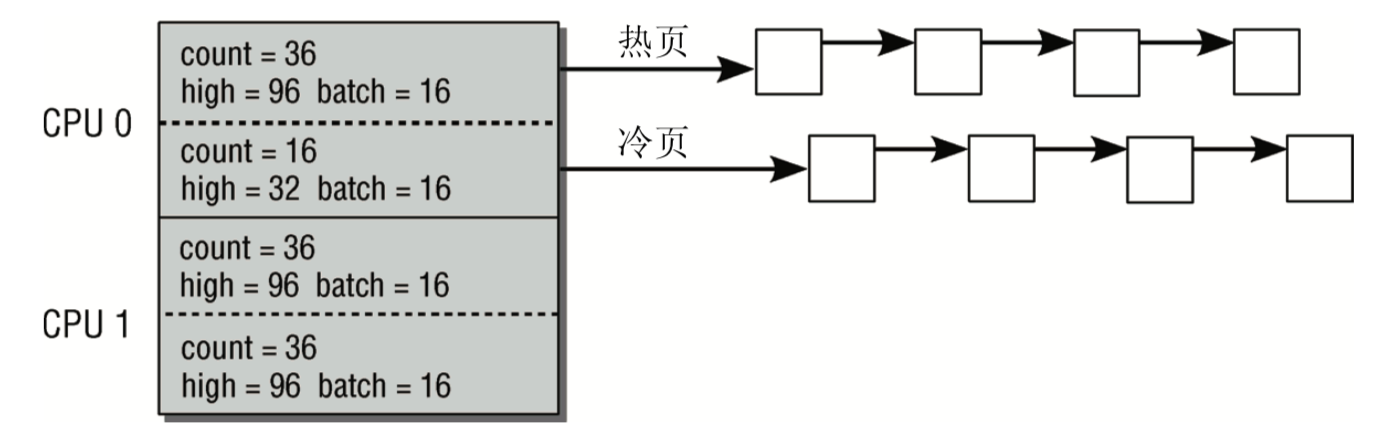 count = 36
high = 96 batch = 16
热页
CPU 0
count = 16
high = 32 batch = 16
冷页
count = 36
high = 96 batch = 16
CPU 1
count = 36
high = 96 batch = 16